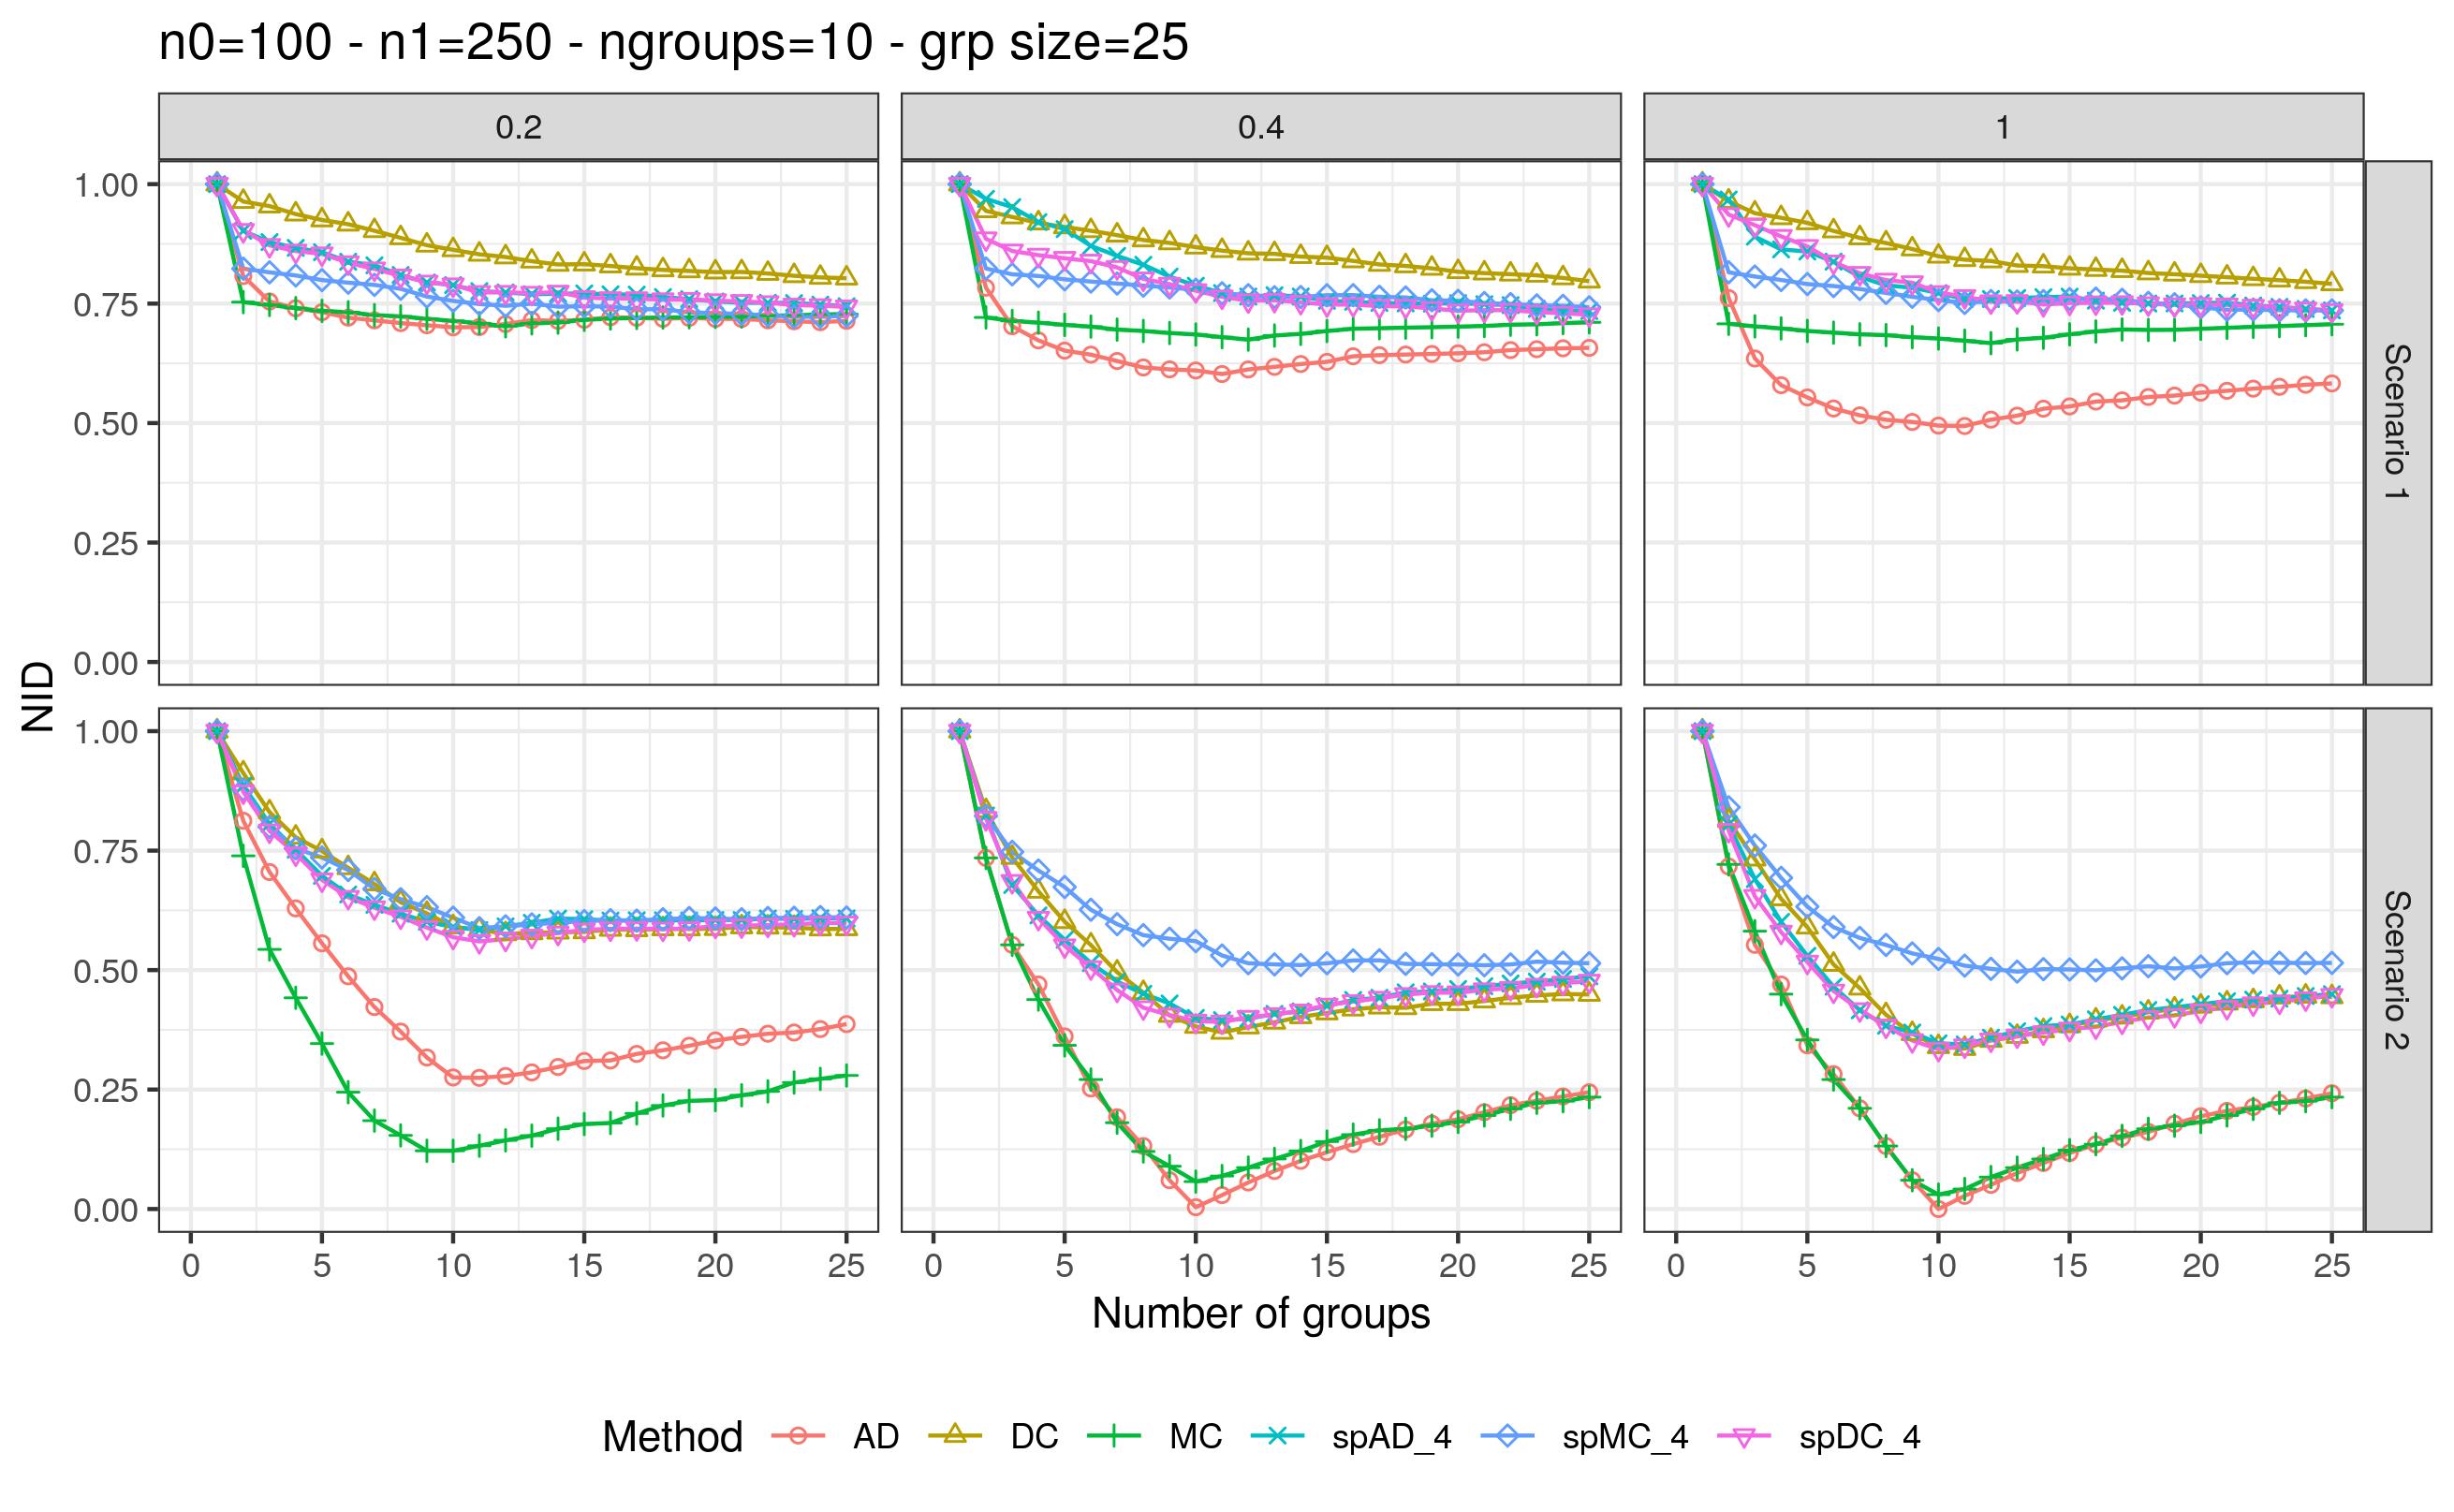 n0=100 - n1=250 - ngroups=10 - grp size=25
0.2 0.4 1
1.00
0.75
0.50
0.25
0.00
Scenario 1
NID
1.00
0.75
0.50
0.25
0.00
Scenario 2
0 5 10 15 20 25 0 5 10 15 20 25 0 5 10 15 20 25
Number of groups
Method AD DC MC spAD_4 spMC_4 spDC_4